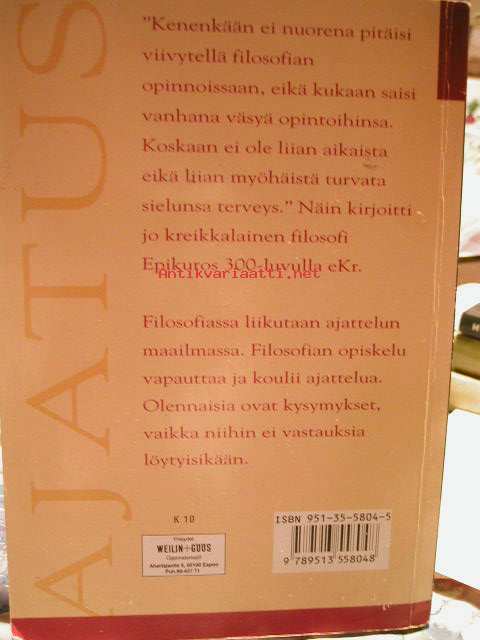 AJATUS
"Kenenkään ei nuorena pitäisi
viivytellä filosofian
opinnoissaan, eikä kukaan saisi
vanhana väsyä opintoihinsa.
Koskaan ei ole liian aikaista
eikä liian myöhäistä turvata
sielunsa terveys." Näin kirjoitti
jo kreikkalainen filosofi
Epikuros 300-luvulla eKr.
Antikvariaatti.net
Filosofiassa liikutaan ajattelun
maailmassa. Filosofian opiskelu
vapauttaa ja koulii ajattelua.
Olennaisia ovat kysymykset,
vaikka niihin ei vastauksia
löytyisikään.
K 10
WEILIN+GÖÖS
ISBN 951-35-5804-5
9 789513 558048